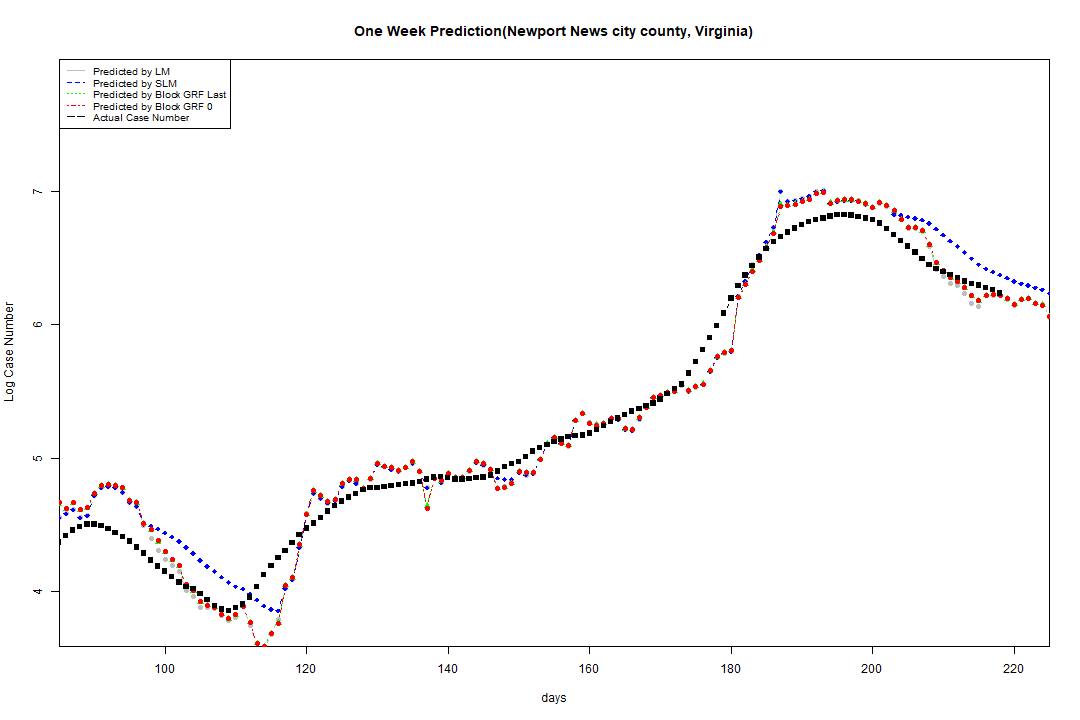 One Week Prediction(Newport News city county, Virginia)
Predicted by LM
Predicted by SLM
Predicted by Block GRF Last
Predicted by Block GRF 0
Actual Case Number
7
6
5
4
Log Case Number
100 120 140 160 180 200 220
days